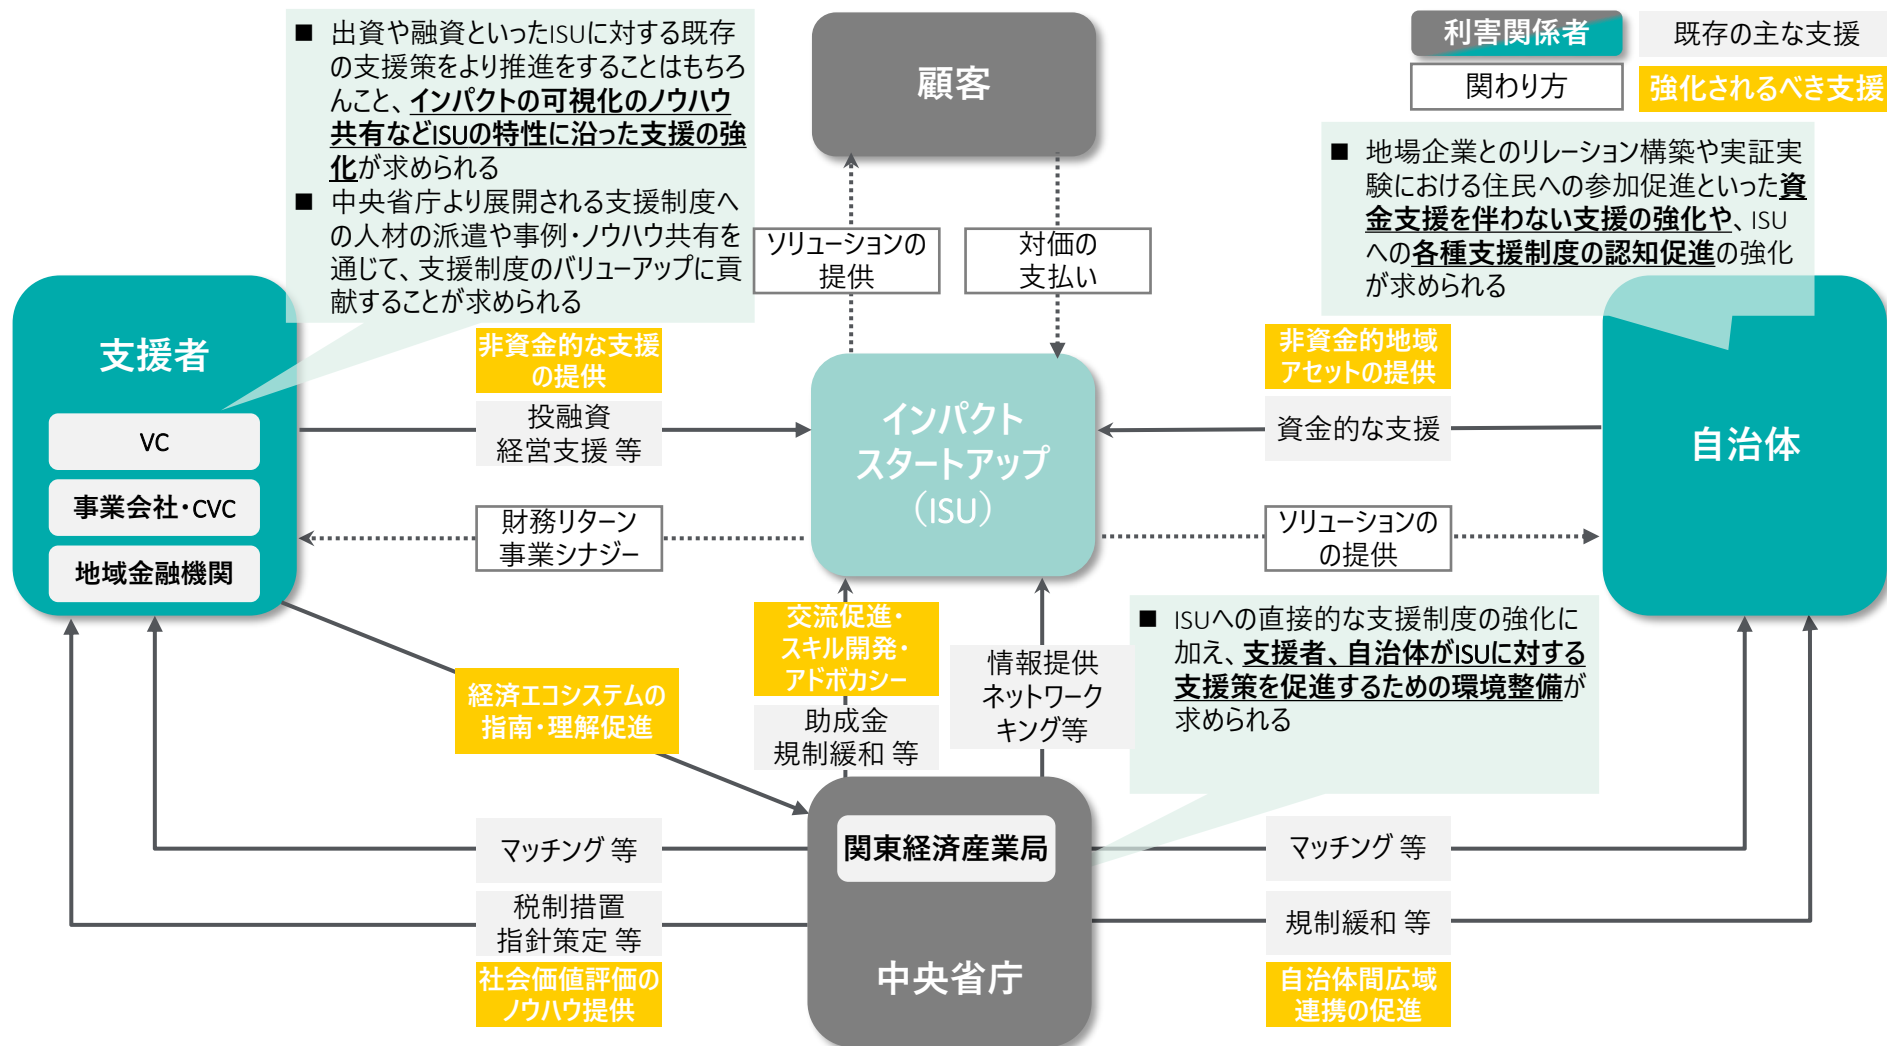 ■ 出資や融資といったISUに対する既存
の支援策をより推進をすることはもちろ
んこと、インパクトの可視化のノウハウ
共有などISUの特性に沿った支援の強
化が求められる
■ 中央省庁より展開される支援制度へ
の人材の派遣や事例・ノウハウ共有を
通じて、支援制度のバリューアップに貢
献することが求められる
顧客
利害関係者
既存の主な支援
関わり方
強化されるべき支援
■ 地場企業とのリレーション構築や実証実
験における住民への参加促進といった資
金支援を伴わない支援の強化や、ISU
への各種支援制度の認知促進の強化
が求められる
ソリューションの
提供
対価の
支払い
支援者
VC
事業会社・CVC
地域金融機関
非資金的な支援
の提供
投融資
経営支援 等
財務リターン
事業シナジー
インパクト
スタートアップ
（ISU）
非資金的地域
アセットの提供
資金的な支援
ソリューションの
の提供
自治体
経済エコシステムの
指南・理解促進
交流促進・
スキル開発・
アドボカシー
助成金
規制緩和 等
情報提供
ネットワーク
キング等
■ ISUへの直接的な支援制度の強化に
加え、支援者、自治体がISUに対する
支援策を促進するための環境整備が
求められる
マッチング 等
税制措置
指針策定 等
社会価値評価の
ノウハウ提供
関東経済産業局
中央省庁
マッチング 等
規制緩和 等
自治体間広域
連携の促進